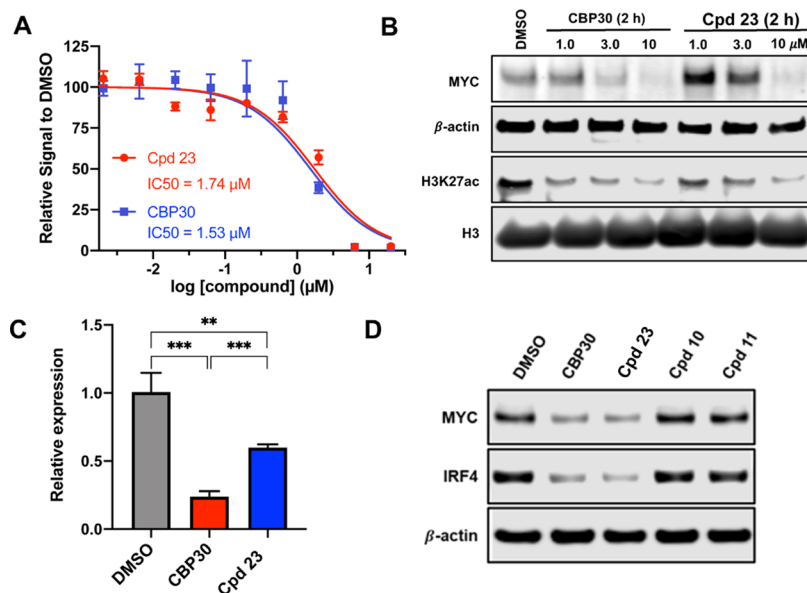 A
Relative Signal to DMSO
125
100
75
50
25
0
Cpd 23
IC50 = 1.74 µM
CBP30
IC50 = 1.53 µM
-2
-1
0
1
log [compound] (µM)
B
DMSO
CBP30 (2 h)
Cpd 23 (2 h)
1.0 3.0 10 1.0 3.0 10 µM
MYC
β-actin
H3K27ac
H3
C
Relative expression
1.5
1.0
0.5
0.0
**
*** ***
DMSO
CBP30
Cpd 23
D
DMSO
CBP30
Cpd 23
Cpd 10
Cpd 11
MYC
IRF4
β-actin